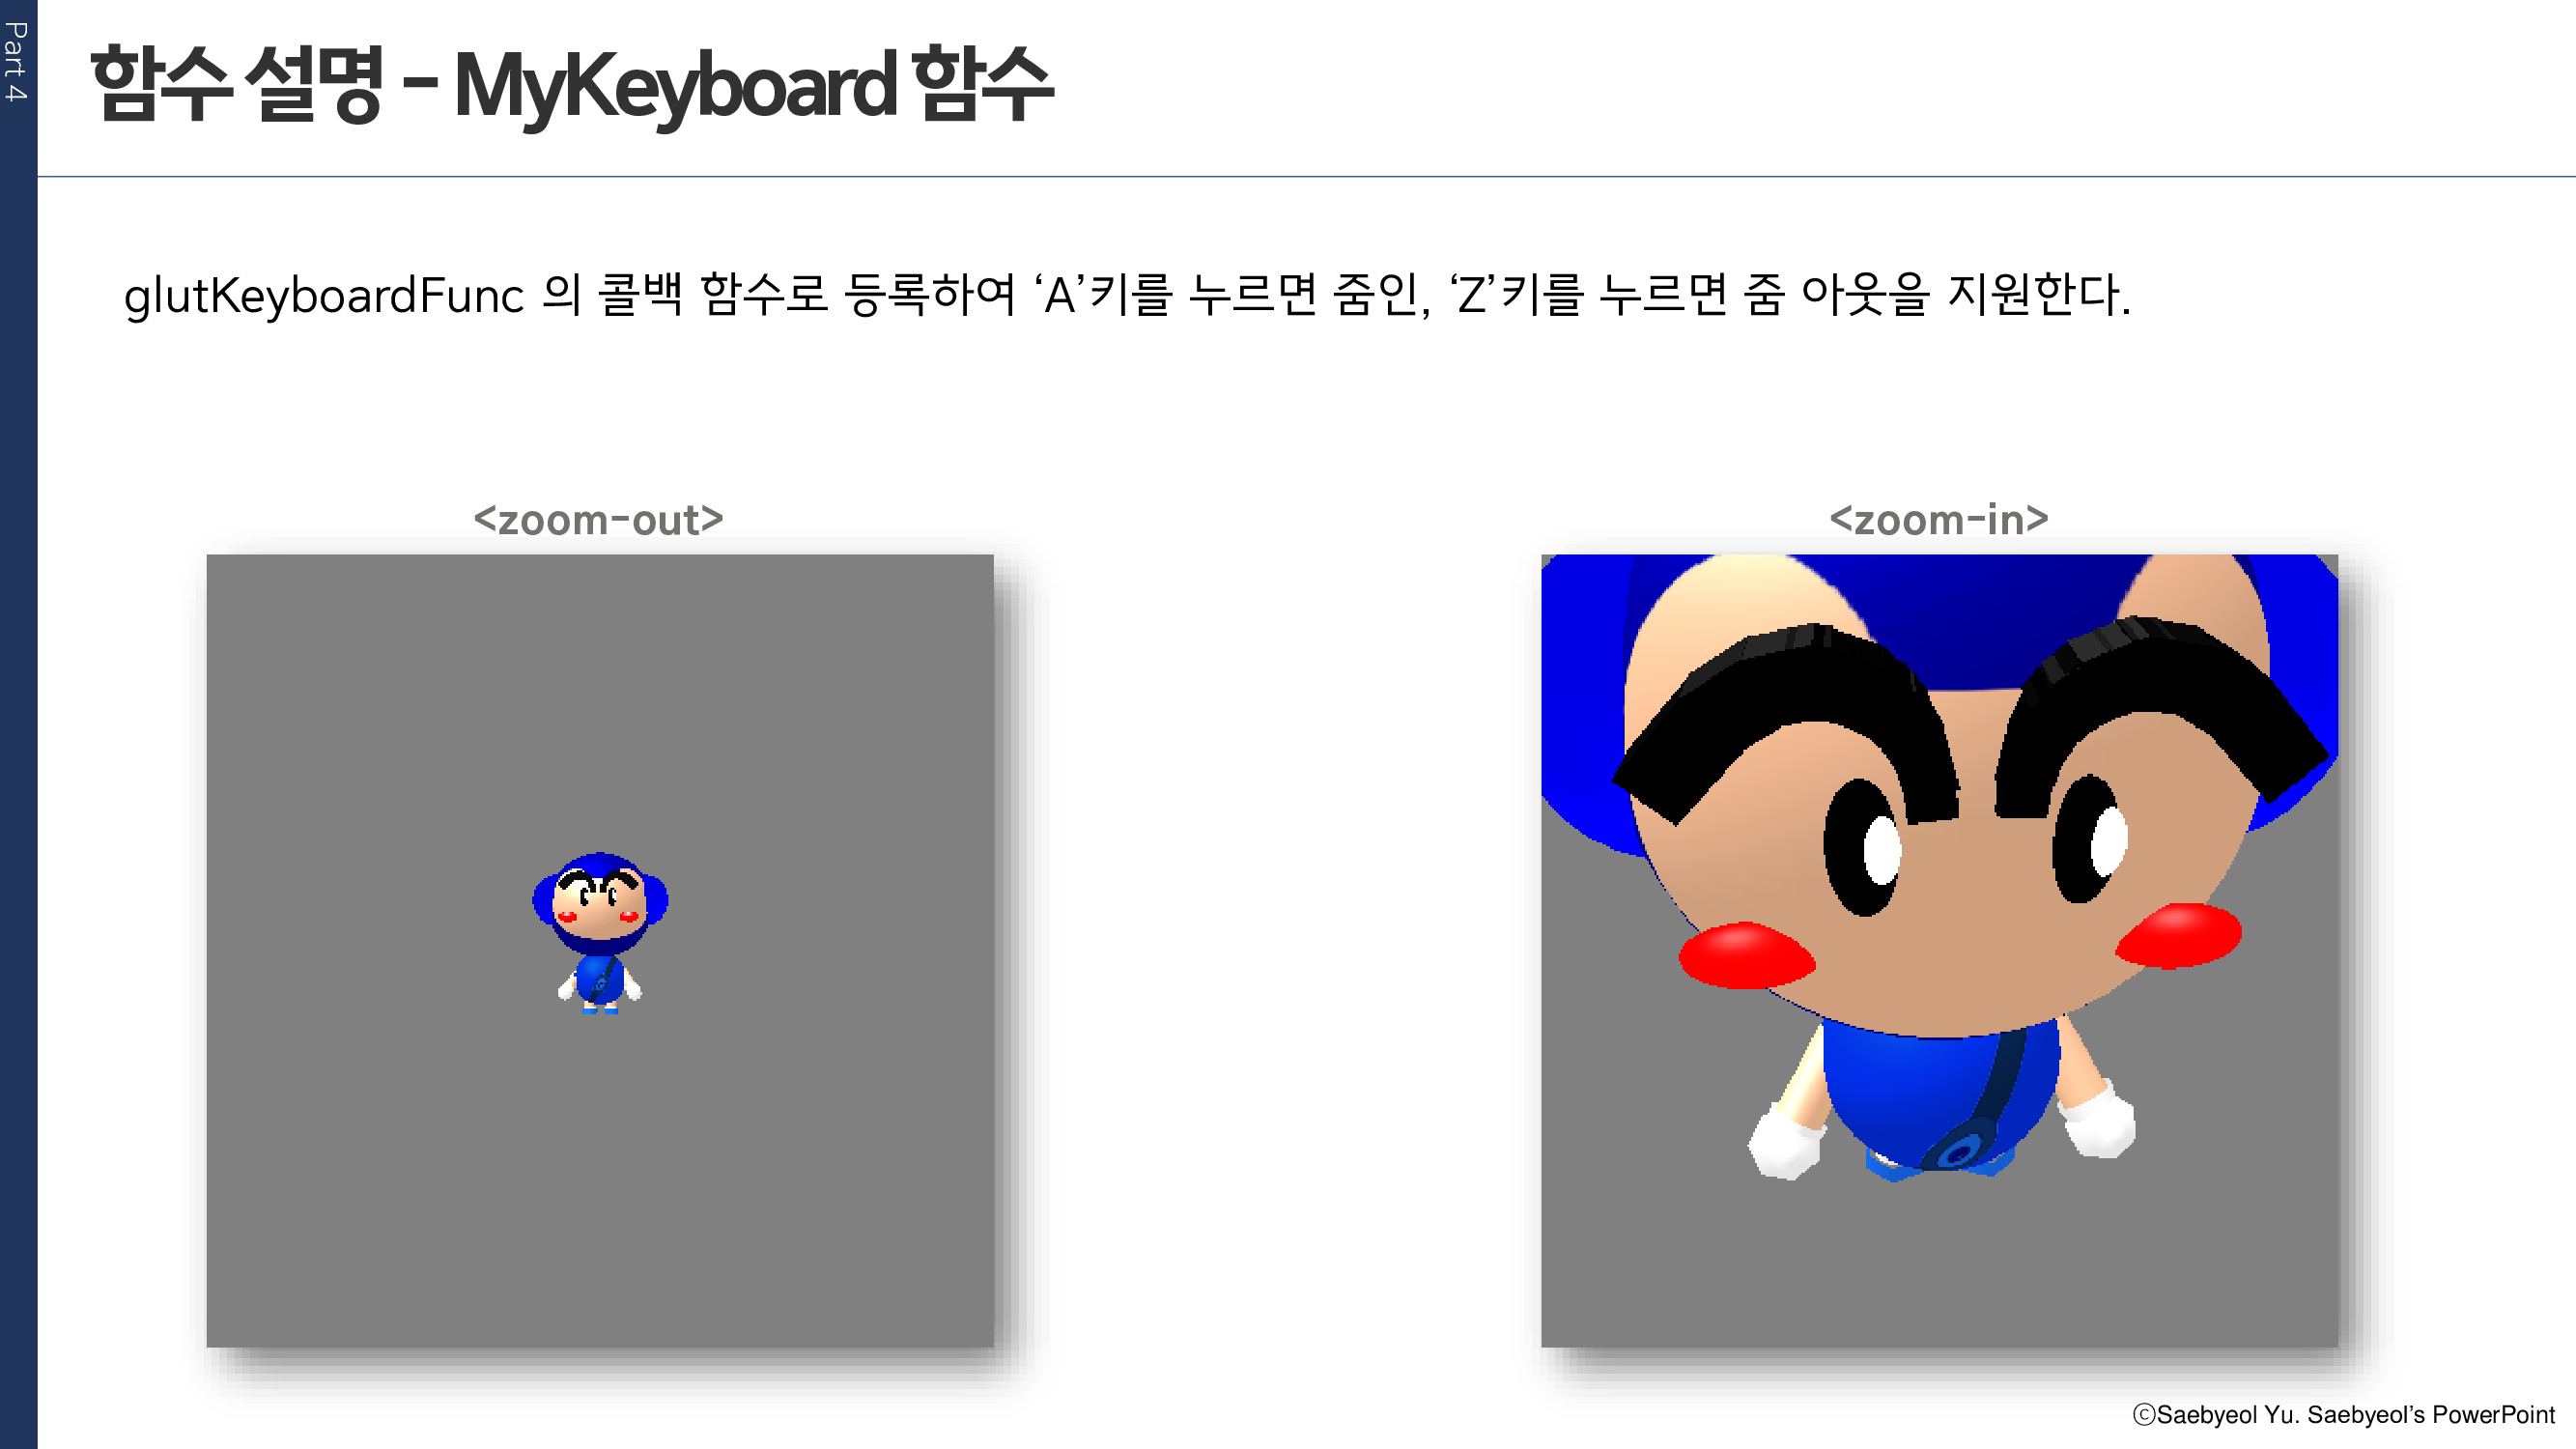 Part 4
함수 설명 - MyKeyboard 함수
glutKeyboardFunc 의 콜백 함수로 등록하여 ‘A’키를 누르면 줌인, ‘Z’키를 누르면 줌 아웃을 지원한다.
<zoom-out>
<zoom-in>
ⓒSaebyeol Yu. Saebyeol’s PowerPoint